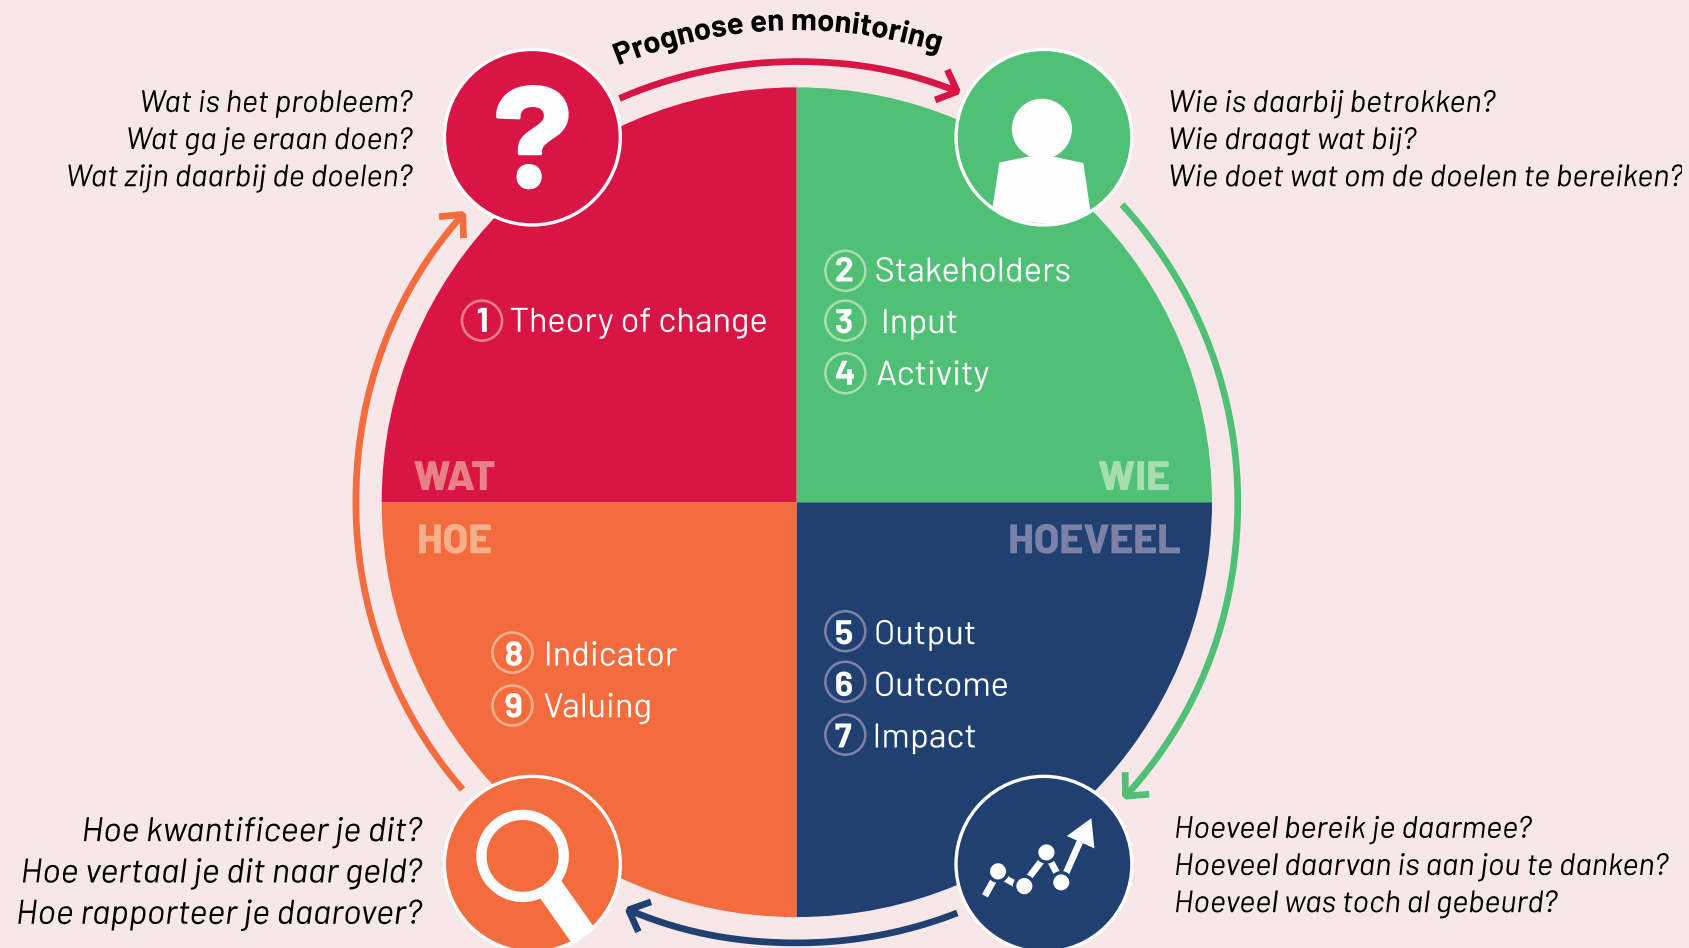 Prognose en monitoring
Wat is het probleem?
Wat ga je eraan doen?
Wat zijn daarbij de doelen?
?
Wie is daarbij betrokken?
Wie draagt wat bij?
Wie doet wat om de doelen te bereiken?
1 Theory of change
WAT
2 Stakeholders
3 Input
4 Activity
WIE
HOE
8 Indicator
9 Valuing
HOEVEEL
5 Output
6 Outcome
7 Impact
Hoe kwantificeer je dit?
Hoe vertaal je dit naar geld?
Hoe rapporteer je daarover?
Hoeveel bereik je daarmee?
Hoeveel daarvan is aan jou te danken?
Hoeveel was toch al gebeurd?